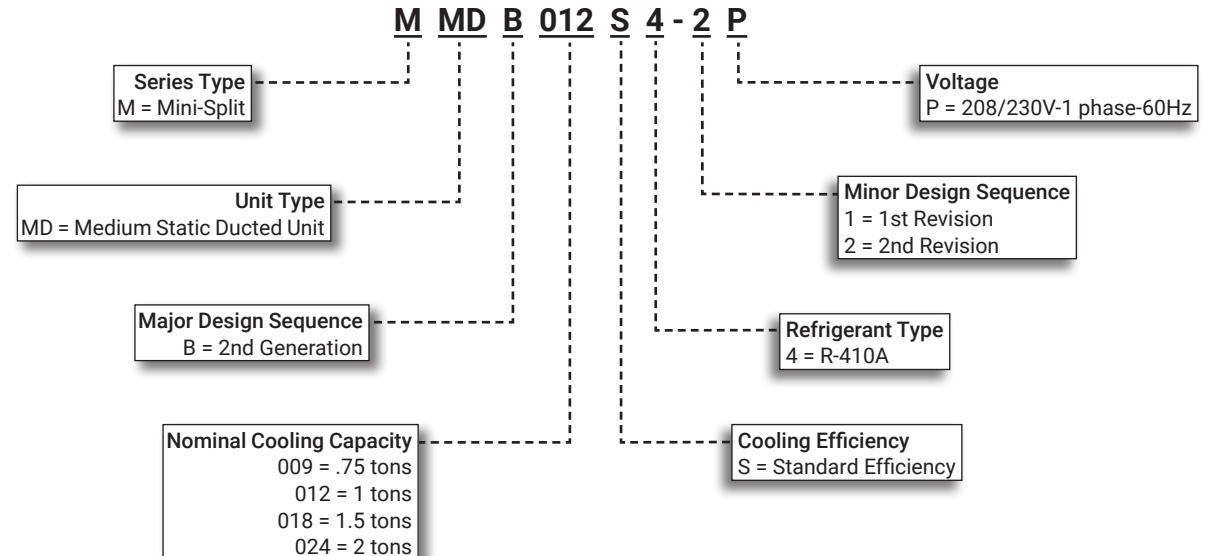 M MD B 012 S 4 - 2 P
Series Type
M = Mini-Split
Voltage
P = 208/230V-1 phase-60Hz
Unit Type
MD = Medium Static Ducted Unit
Minor Design Sequence
1 = 1st Revision
2 = 2nd Revision
Major Design Sequence
B = 2nd Generation
Refrigerant Type
4 = R-410A
Nominal Cooling Capacity
009 = .75 tons
012 = 1 tons
018 = 1.5 tons
024 = 2 tons
Cooling Efficiency
S = Standard Efficiency